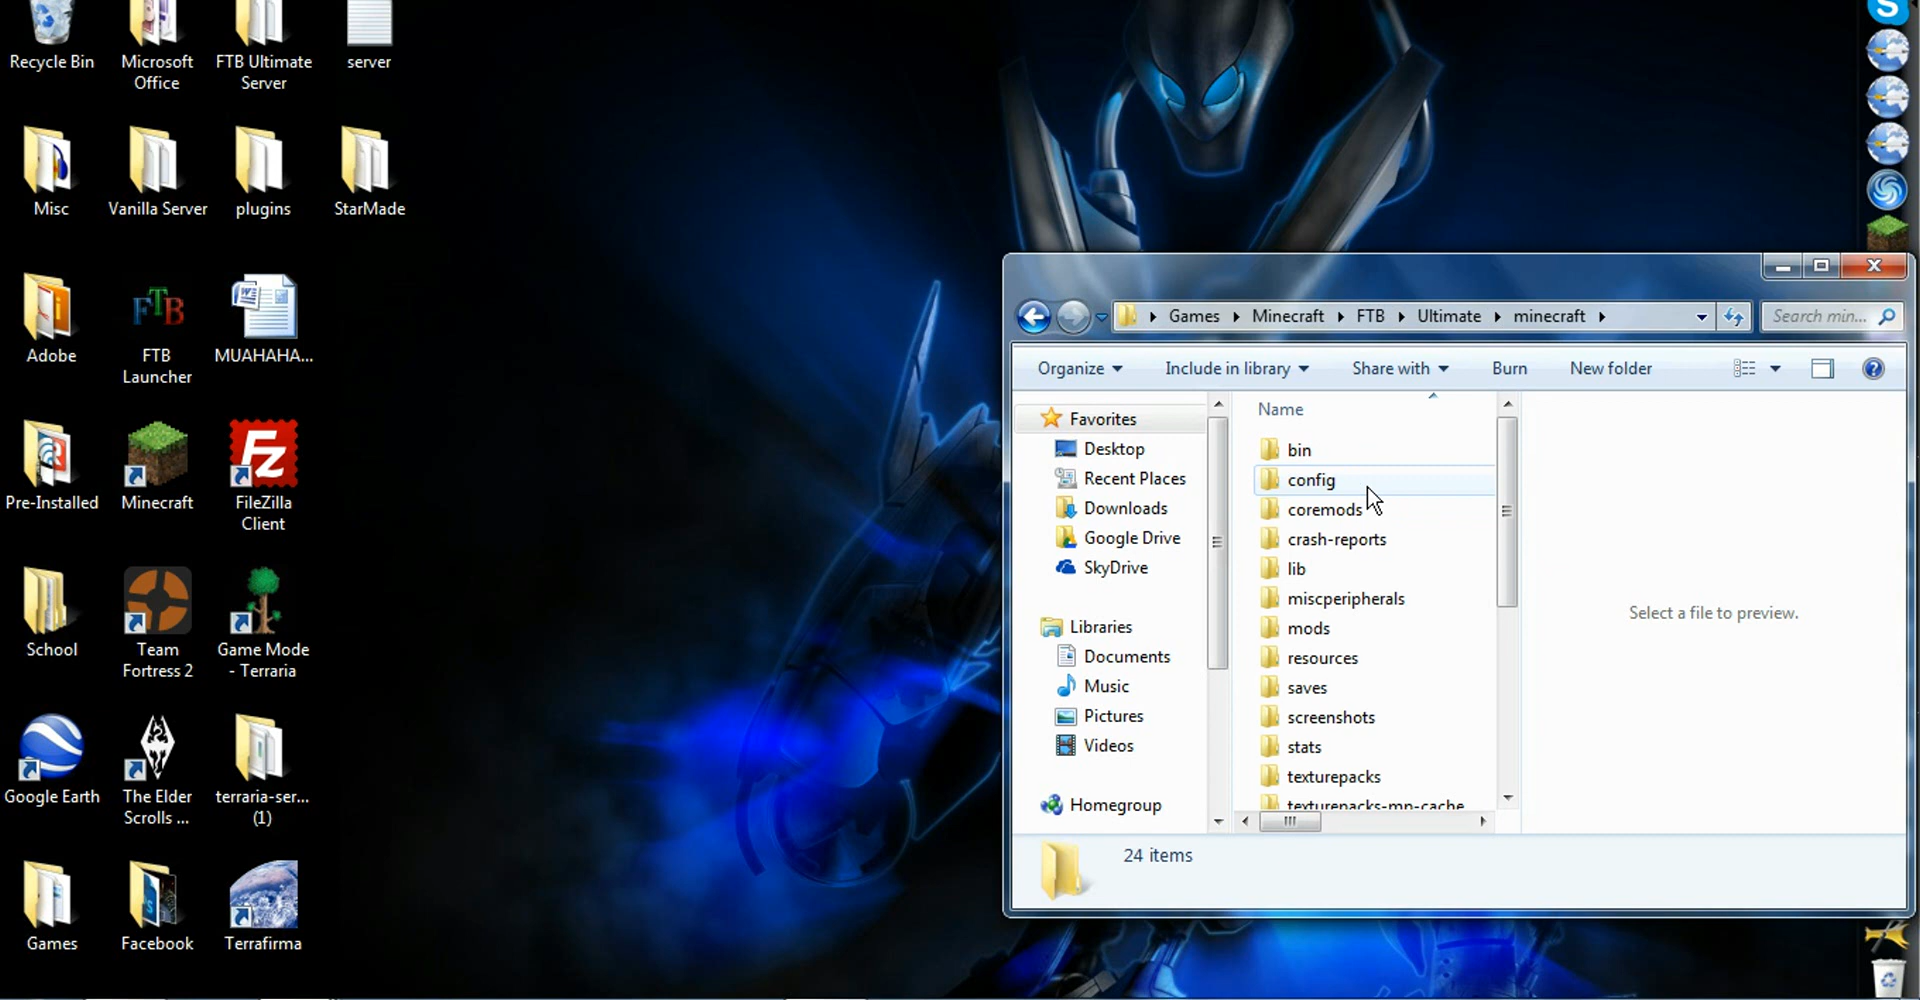 Recycle Bin
Microsoft
Office
FTB Ultimate
Server
server
Misc
Vanilla Server
plugins
StarMade
Adobe
FTB
FTB
Launcher
MUAHAHA...
Pre-Installed
Minecraft
FileZilla
Client
School
Team
Fortress 2
Game Mode
- Terraria
Google Earth
The Elder
Scrolls ...
terraria-ser...
(1)
Games
Facebook
Terrafirma
Games Minecraft FTB Ultimate minecraft
Search min...
Organize Include in library Share with Burn New folder
Favorites
Desktop
Recent Places
Downloads
Google Drive
SkyDrive
Libraries
Documents
Music
Pictures
Videos
Homegroup
Name
bin
config
coremods
crash-reports
lib
miscperipherals
mods
resources
saves
screenshots
stats
texturepacks
texturepacks-mp-cache
Select a file to preview.
24 items